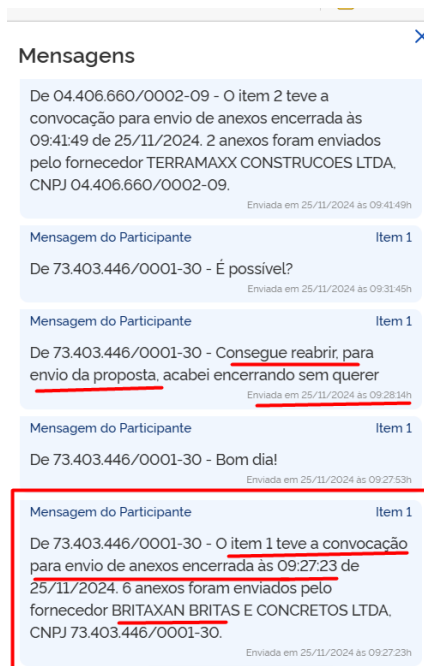 Mensagens
De 04.406.660/0002-09 - O item 2 teve a
convocação para envio de anexos encerrada às
09:41:49 de 25/11/2024. 2 anexos foram enviados
pelo fornecedor TERRAMAXX CONSTRUCOES LTDA,
CNPJ 04.406.660/0002-09.
Enviada em 25/11/2024 às 09:41:49h
Mensagem do Participante Item 1
De 73.403.446/0001-30 - É possível?
Enviada em 25/11/2024 às 09:31:45h
Mensagem do Participante Item 1
De 73.403.446/0001-30 - Consegue reabrir, para
envio da proposta, acabei encerrando sem querer
Enviada em 25/11/2024 às 09:28:14h
Mensagem do Participante Item 1
De 73.403.446/0001-30 - Bom dia!
Enviada em 25/11/2024 às 09:27:53h
Mensagem do Participante Item 1
De 73.403.446/0001-30 - O item 1 teve a convocação
para envio de anexos encerrada às 09:27:23 de
25/11/2024. 6 anexos foram enviados pelo
fornecedor BRITAXAN BRITAS E CONCRETOS LTDA,
CNPJ 73.403.446/0001-30.
Enviada em 25/11/2024 às 09:27:23h